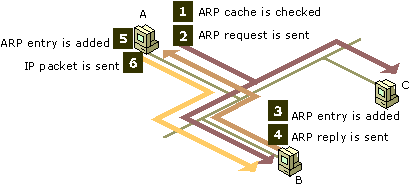 A
1 ARP cache is checked
2 ARP request is sent
ARP entry is added 5
IP packet is sent 6
C
3 ARP entry is added
4 ARP reply is sent
B